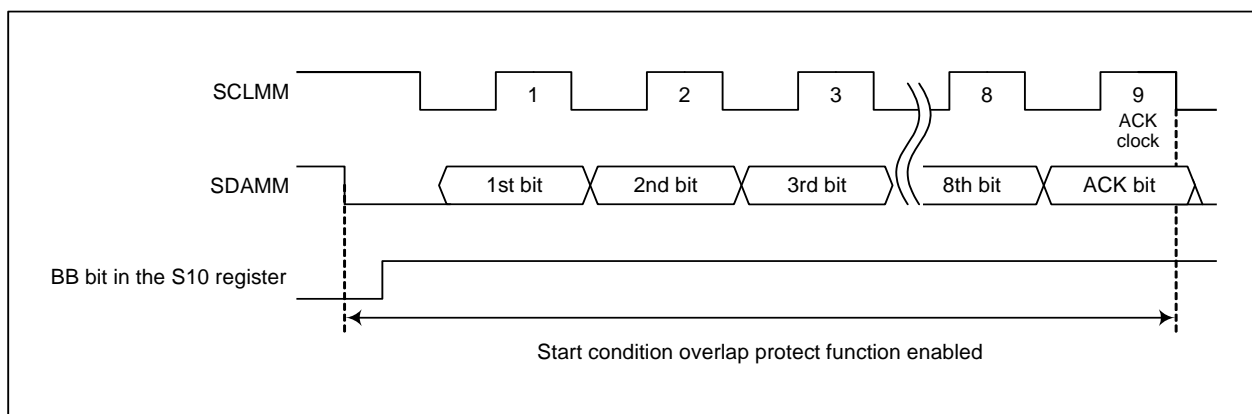 SCLMM
1
2
3
8
9
ACK
clock
SDAMM
1st bit
2nd bit
3rd bit
8th bit
ACK bit
BB bit in the S10 register
Start condition overlap protect function enabled